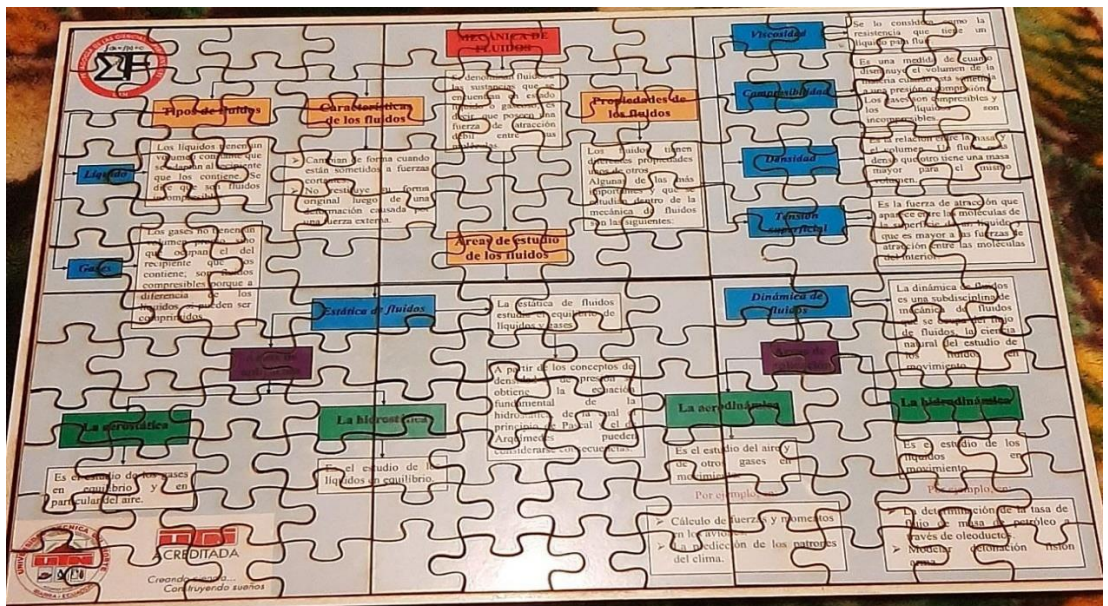 MECÁNICA DE
FLUIDOS
Se denominan fluidos a
las sustancias que se
encuentran en estado
líquido o gaseoso, es
decir que poseen una
fuerza de atracción
débil entre sus
moléculas.
Tipos de fluidos
Líquido
Los líquidos tienen un
volumen constante que
se adaptan al recipiente
que los contiene. Se
dice que son fluidos
incompresibles.
Gases
Los gases no tienen un
volumen propio, sino
que ocupan el del
recipiente que los
contiene; son fluidos
compresibles porque a
diferencia de los
líquidos, sí pueden ser
comprimidos.
Características
de los fluidos
➢ Cambian de forma cuando
están sometidos a fuerzas
cortantes.
➢ No restituye su forma
original luego de una
deformación causada por
una fuerza externa.
Propiedades de
los fluidos
Los fluidos tienen
diferentes propiedades
unos de otros.
Algunas de las más
importantes y que se
estudian dentro de la
mecánica de fluidos
son las siguientes:
Viscosidad
Se lo considera como la
resistencia que tiene un
líquido para fluir
Compresibilidad
Es una medida de cuanto
disminuye el volumen de la
materia cuando está sometida
a una presión o compresión.
Los gases son compresibles y
los líquidos son
incompresibles.
Densidad
Es la relación entre la masa y
el volumen. Un fluido más
denso que otro tiene una masa
mayor para el mismo
volumen.
Tensión
superficial
Es la fuerza de atracción que
aparece entre las moléculas de
la superficie de un líquido y
que es mayor a las fuerzas de
atracción entre las moléculas
del interior.
Áreas de estudio
de los fluidos
Estática de fluidos
La estática de fluidos
estudia el equilibrio de
líquidos y gases
A partir de los conceptos de
densidad y de presión se
obtiene la ecuación
fundamental de la
hidrostática, de la cual el
principio de Pascal y el de
Arquímedes pueden
considerarse consecuencias.
La aerostática
Es el estudio de los gases
en equilibrio y en
particular del aire.
La hidrostática
Es el estudio de los
líquidos en equilibrio.
Dinámica de
fluidos
La dinámica de fluidos
es una subdisciplina de
mecánica de fluidos
que se ocupa del flujo
de fluidos, la ciencia
natural del estudio de
los fluidos en
movimiento.
La aerodinámica
Es el estudio del aire y
de otros gases en
movimiento
Por ejemplo, en:
➢ Cálculo de fuerzas y momentos
en los aviones.
➢ La predicción de los patrones
del clima.
La hidrodinámica
Es el estudio de los
líquidos en
movimiento
Por ejemplo, en:
➢ La determinación de la tasa de
flujo de masa de petróleo a
través de oleoductos.
➢ Modelar detonación fisión
arma.
UTN
IBARRA - ECUADOR
ACREDITADA
Creando ciencia...
Construyendo sueños